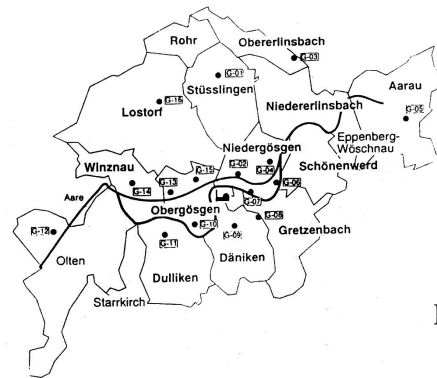 Rohr
Obererlinsbach
G-03
G-01
Stüsslingen
Aarau
G-05
G-16
Lostorf
Niedererlinsbach
Eppenberg-
Wöschnau
Niedergösgen
Winznau
G-15
G-02
G-04
Schönenwerd
G-13
G-14
G-06
Aare
G-07
Obergösgen
G-08
G-10
G-09
Gretzenbach
G-12
G-11
Däniken
Olten
Dulliken
Starrkirch